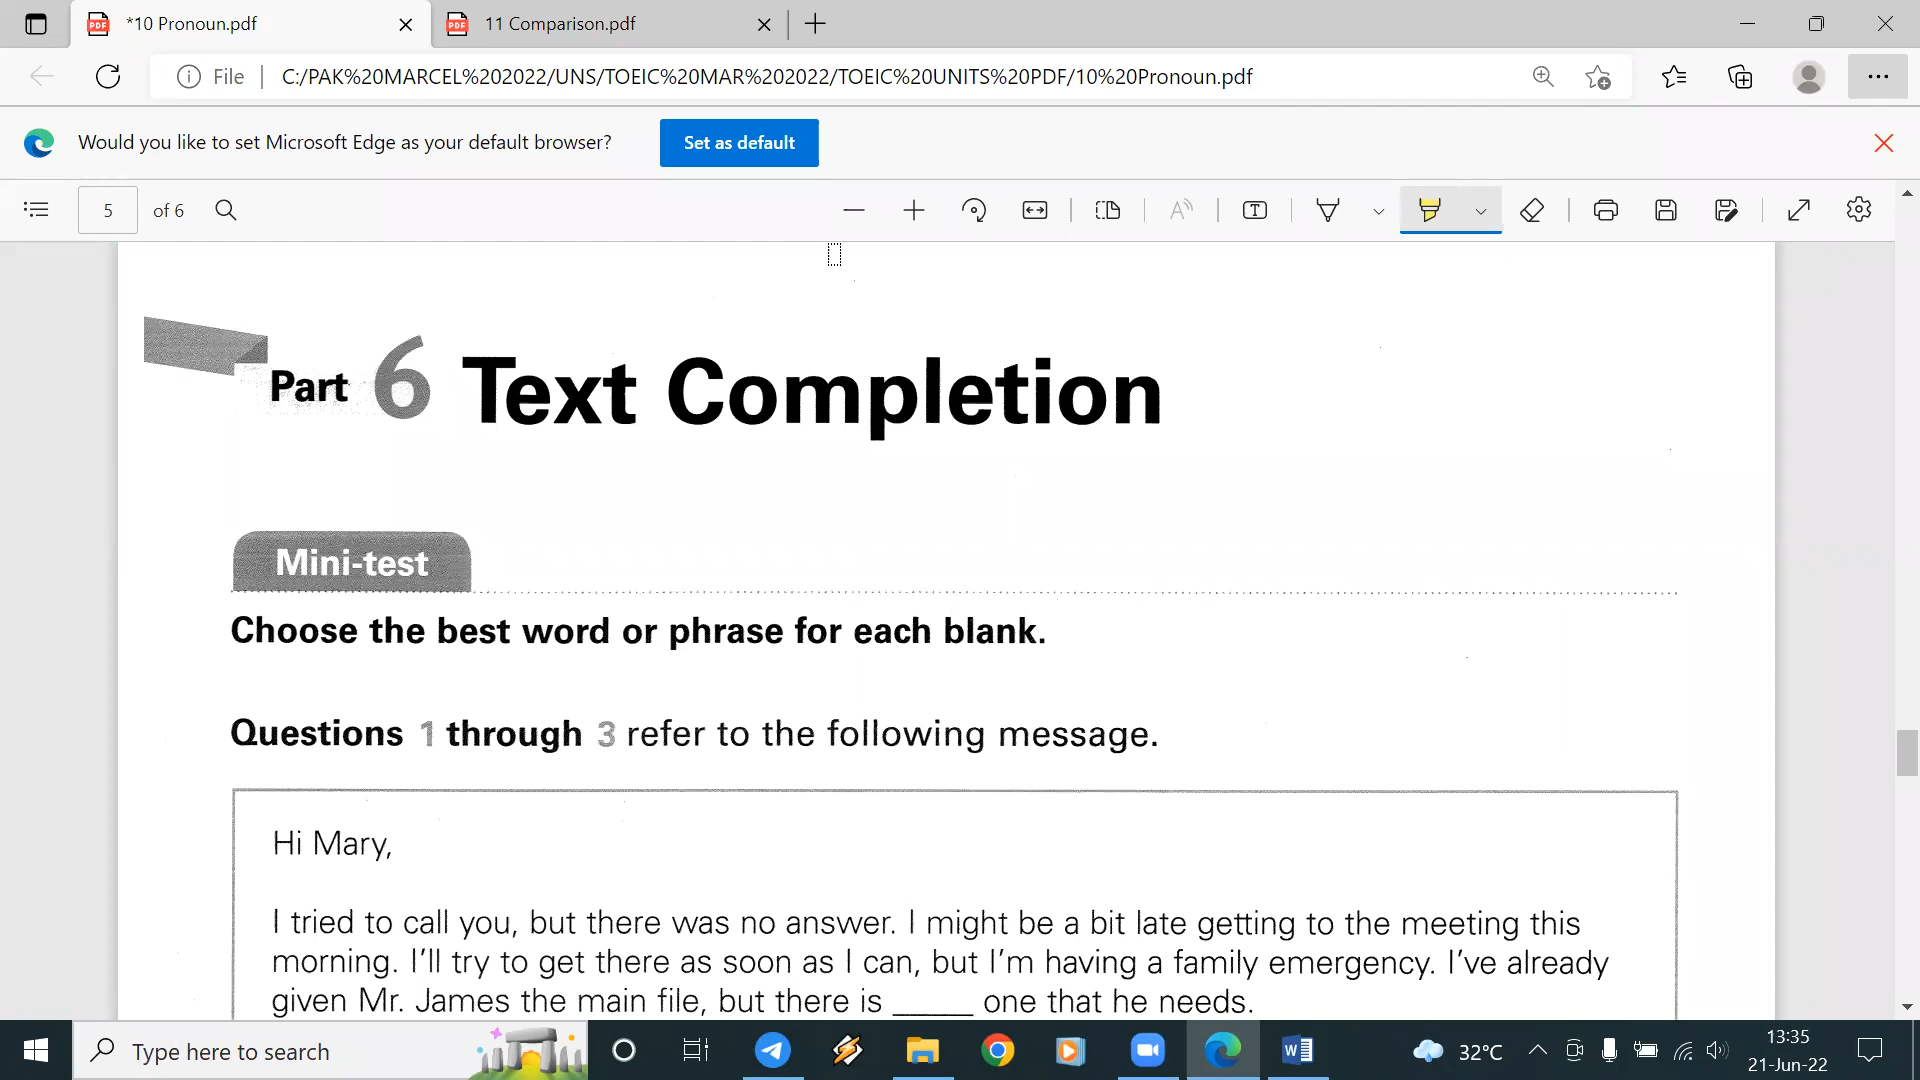 *10 Pronoun.pdf
11 Comparison.pdf
File
C:/PAK%20MARCEL%202022/UNS/TOEIC%20MAR%202022/TOEIC%20UNITS%20PDF/10%20Pronoun.pdf
Would you like to set Microsoft Edge as your default browser?
Set as default
5 of 6
Part 6 Text Completion
Mini-test
Choose the best word or phrase for each blank.
Questions 1 through 3 refer to the following message.
Hi Mary,
I tried to call you, but there was no answer. I might be a bit late getting to the meeting this
morning. I'll try to get there as soon as I can, but I'm having a family emergency. I've already
given Mr. James the main file, but there is _____ one that he needs.
Type here to search
32°C
13:35
21-Jun-22